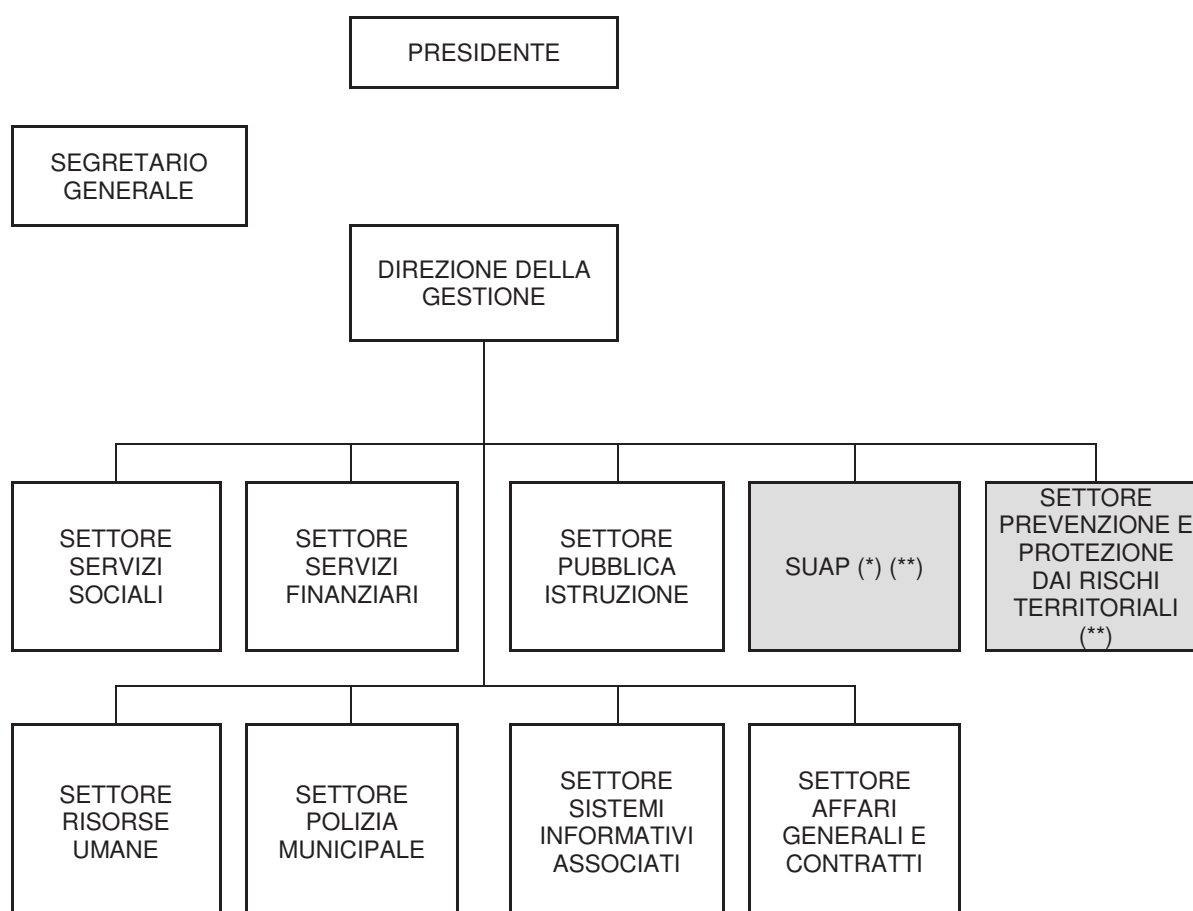 PRESIDENTE
SEGRETARIO
GENERALE
DIREZIONE DELLA
GESTIONE
SETTORE
SERVIZI
SOCIALI
SETTORE
SERVIZI
FINANZIARI
SETTORE
PUBBLICA
ISTRUZIONE
SUAP (*) (**)
SETTORE
PREVENZIONE E
PROTEZIONE
DAI RISCHI
TERRITORIALI
(**)
SETTORE
RISORSE
UMANE
SETTORE
POLIZIA
MUNICIPALE
SETTORE
SISTEMI
INFORMATIVI
ASSOCIATI
SETTORE
AFFARI
GENERALI E
CONTRATTI